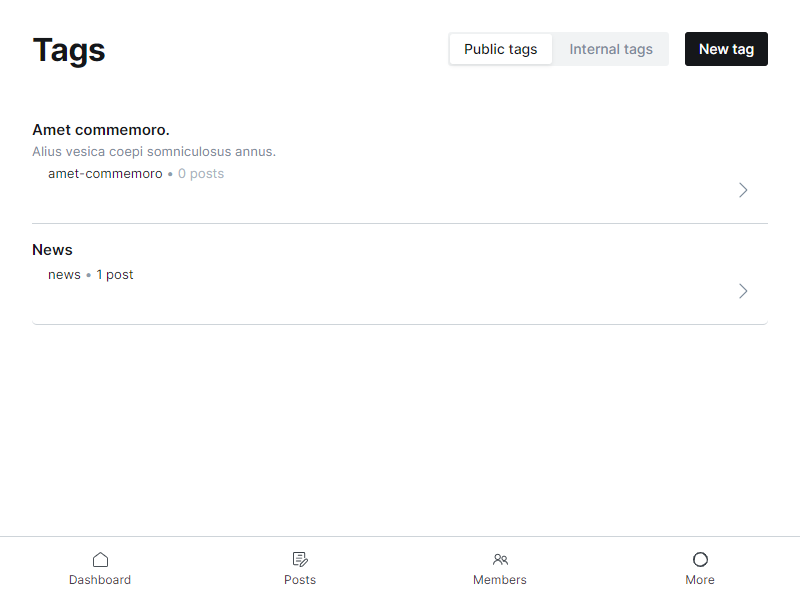 Tags
Public tags
Internal tags
New tag
Amet commemoro.
Alius vesica coepi somniculosus annus.
amet-commemoro • 0 posts
News
news • 1 post
Dashboard
Posts
Members
More